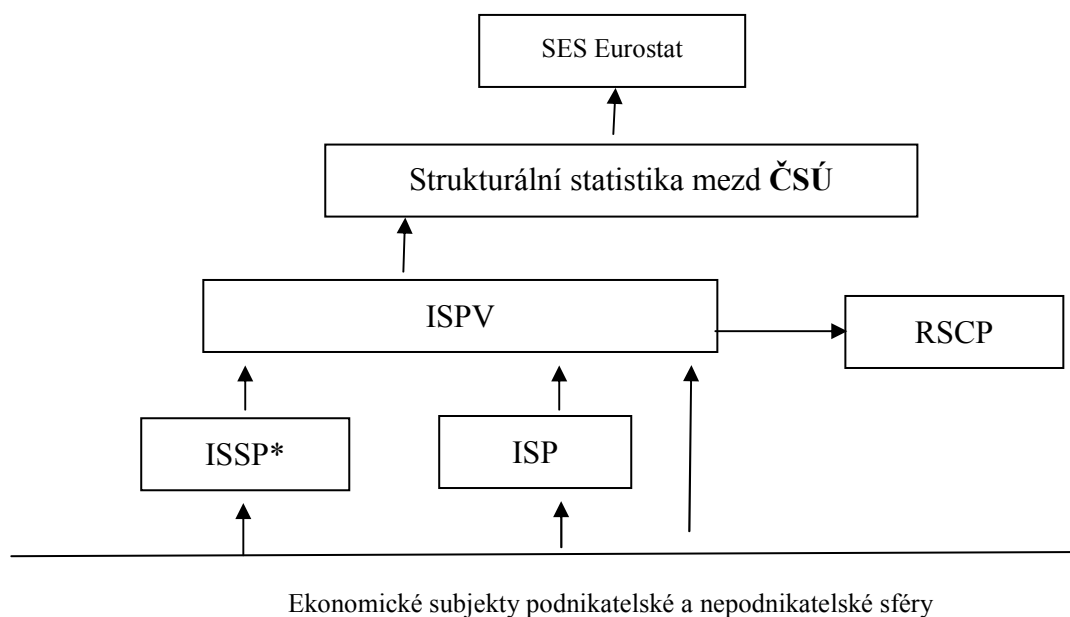 SES Eurostat
Strukturální statistika mezd ČSÚ
ISPV
RSCP
ISSP*
ISP
Ekonomické subjekty podnikatelské a nepodnikatelské sféry